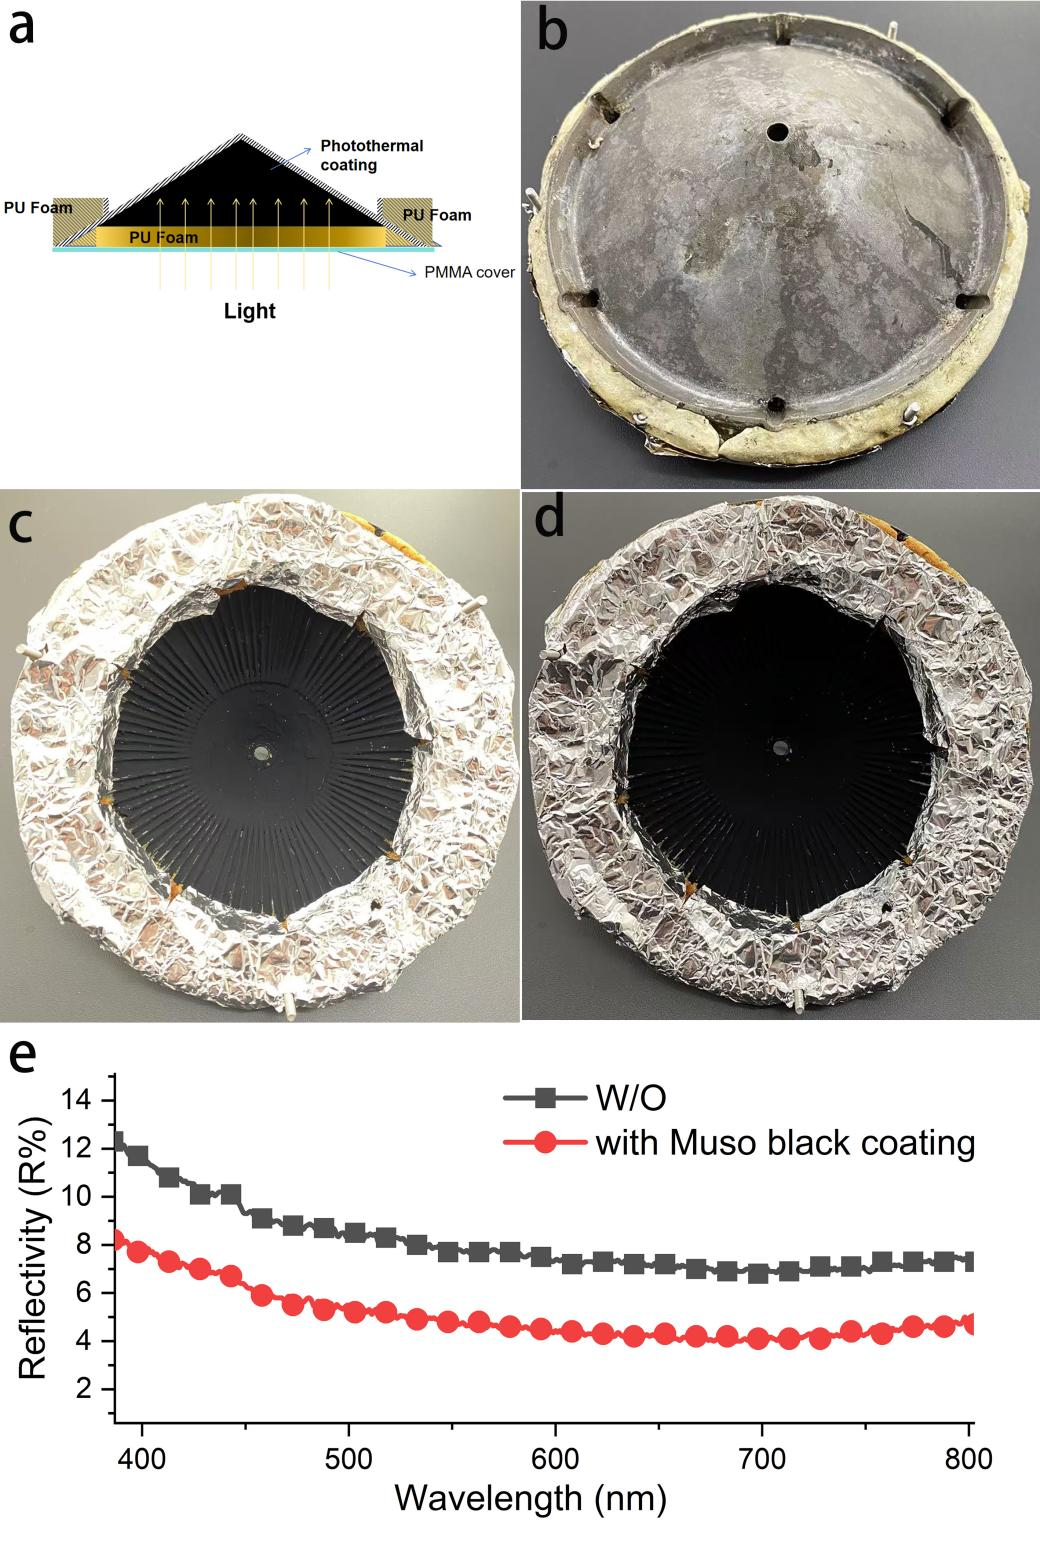 a
Photothermal
coating
PU Foam
PU Foam
PU Foam
PMMA cover
Light
b
c
d
e
W/O
with Muso black coating
Reflectivity (R%)
14
12
10
8
6
4
2
400 500 600 700 800
Wavelength (nm)